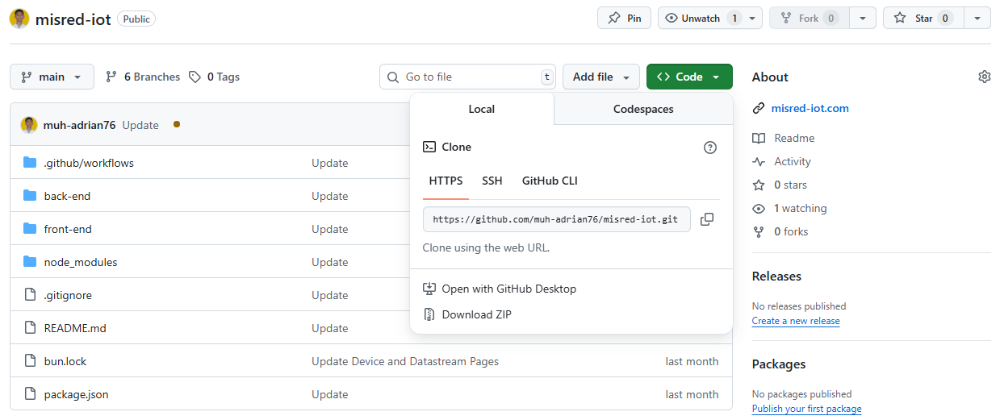 misred-iot Public Pin Unwatch 1 Fork 0 Star 0
main 6 Branches 0 Tags Go to file t Add file <> Code
muh-adrian76 Update
.github/workflows Update
back-end Update
front-end Update
node_modules Update
.gitignore Update
README.md Update
bun.lock Update Device and Datastream Pages last month
package.json Update last month
Local Codespaces
Clone
HTTPS SSH GitHub CLI
https://github.com/muh-adrian76/misred-iot.git
Clone using the web URL.
Open with GitHub Desktop
Download ZIP
About
misred-iot.com
Readme
Activity
0 stars
1 watching
0 forks
Releases
No releases published
Create a new release
Packages
No packages published
Publish your first package